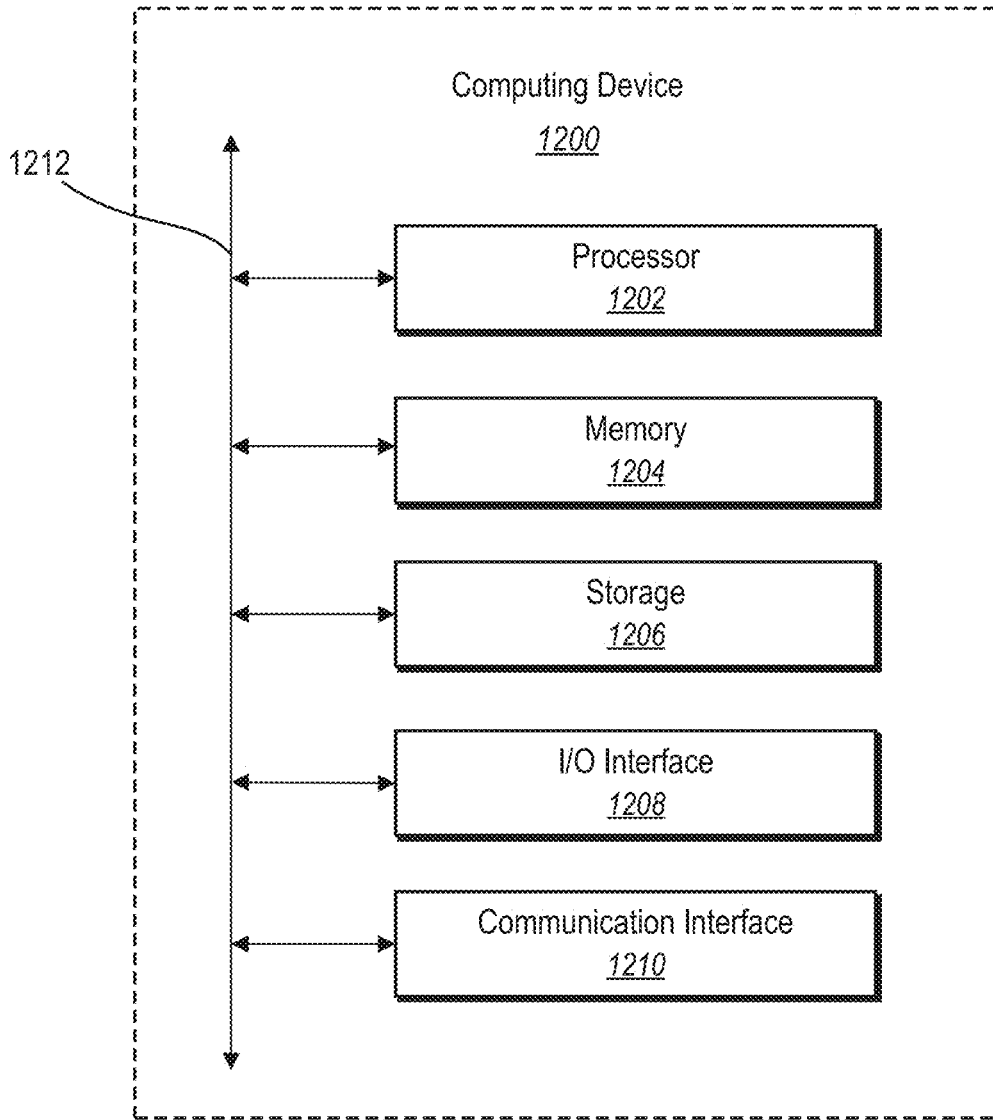 Computing Device
1200
1212
Processor
1202
Memory
1204
Storage
1206
I/O Interface
1208
Communication Interface
1210